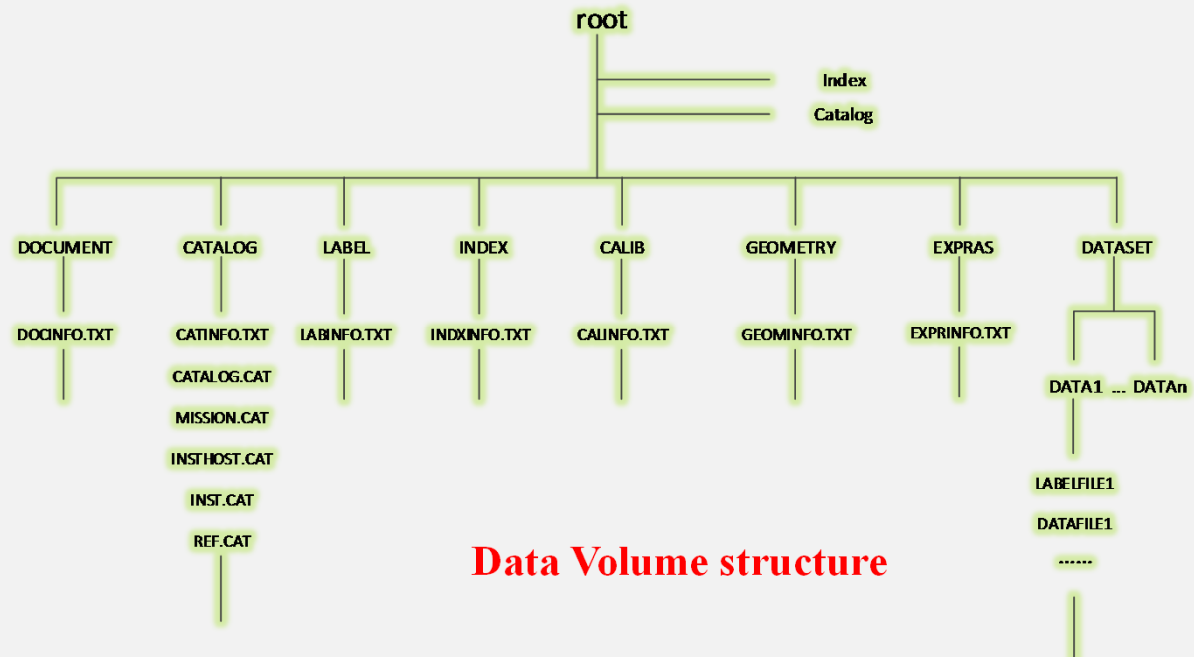 root
Index
Catalog
DOCUMENT CATALOG LABEL INDEX CALIB GEOMETRY EXPRAS DATASET
DOCINFO.TXT CATINFO.TXT LABINFO.TXT INDXINFO.TXT CALINFO.TXT GEOMINFO.TXT EXPRINFO.TXT
CATALOG.CAT DATA1 ... DATAn
MISSION.CAT
INSTHOST.CAT
LABELFILE1
INST.CAT
DATAFILE1
REF.CAT
Data Volume structure ......